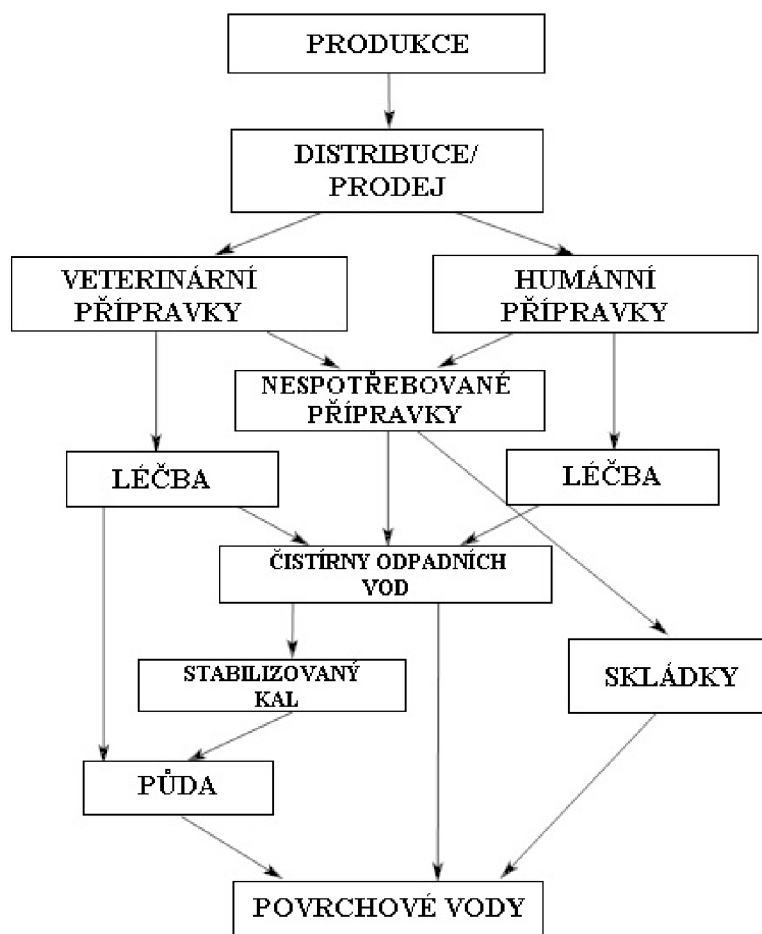 PRODUKCE
DISTRIBUCE/
PRODEJ
VETERINÁRNÍ
PŘÍPRAVKY
HUMÁNNÍ
PŘÍPRAVKY
NESPOTŘEBOVANÉ
PŘÍPRAVKY
LÉČBA
LÉČBA
ČISTÍRNY ODPADNÍCH
VOD
STABILIZOVANÝ
KAL
SKLÁDKY
PŮDA
POVRCHOVÉ VODY